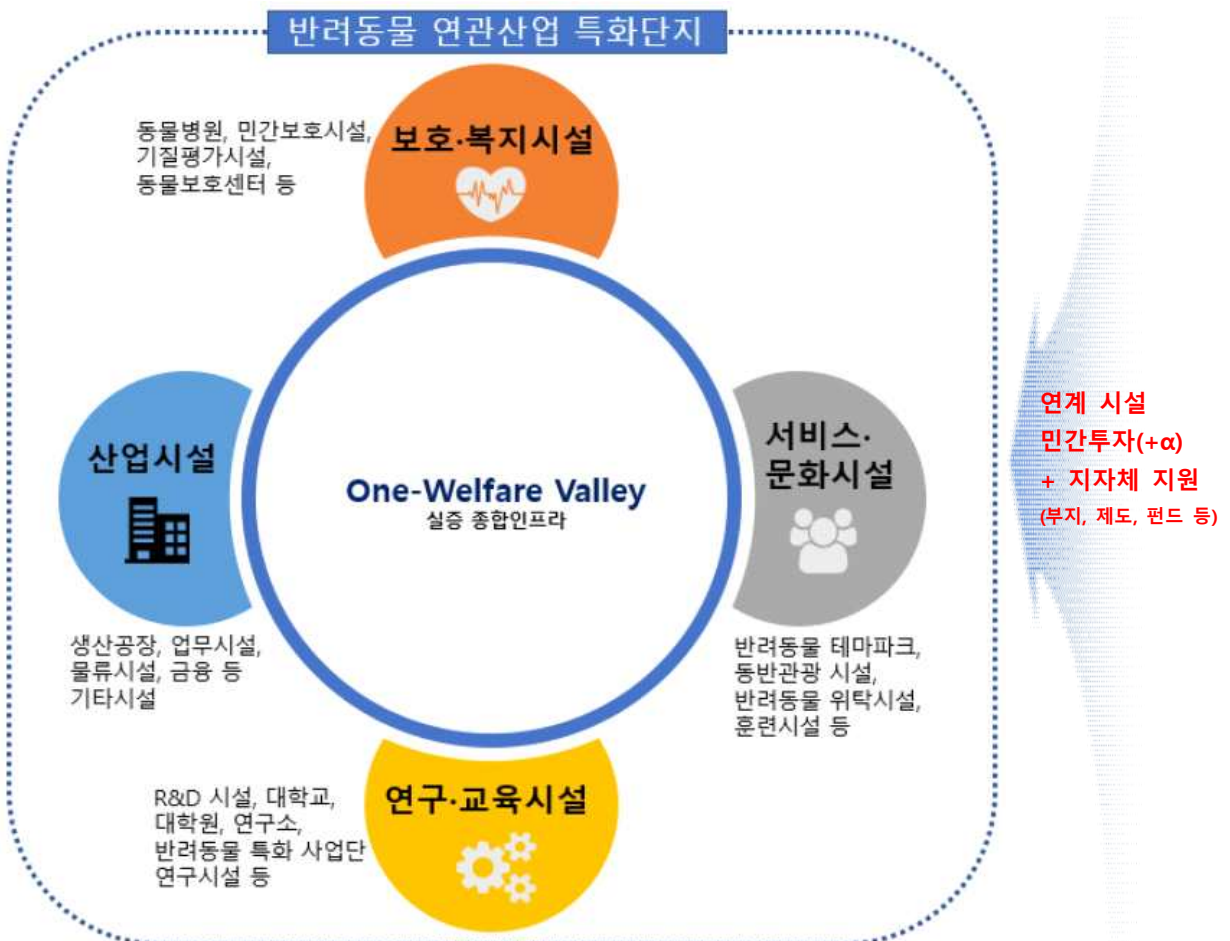 반려동물 연관산업 특화단지
동물병원, 민간보호시설,
기질평가시설,
동물보호센터 등
보호·복지시설
산업시설
생산공장, 업무시설,
물류시설, 금융 등
기타시설
One-Welfare Valley
실증 종합인프라
서비스·
문화시설
반려동물 테마파크,
동반관광 시설,
반려동물 위탁시설,
훈련시설 등
R&D 시설, 대학교,
대학원, 연구소,
반려동물 특화 사업단
연구시설 등
연구·교육시설
연계 시설
민간투자(+α)
+ 지자체 지원
(부지, 제도, 펀드 등)